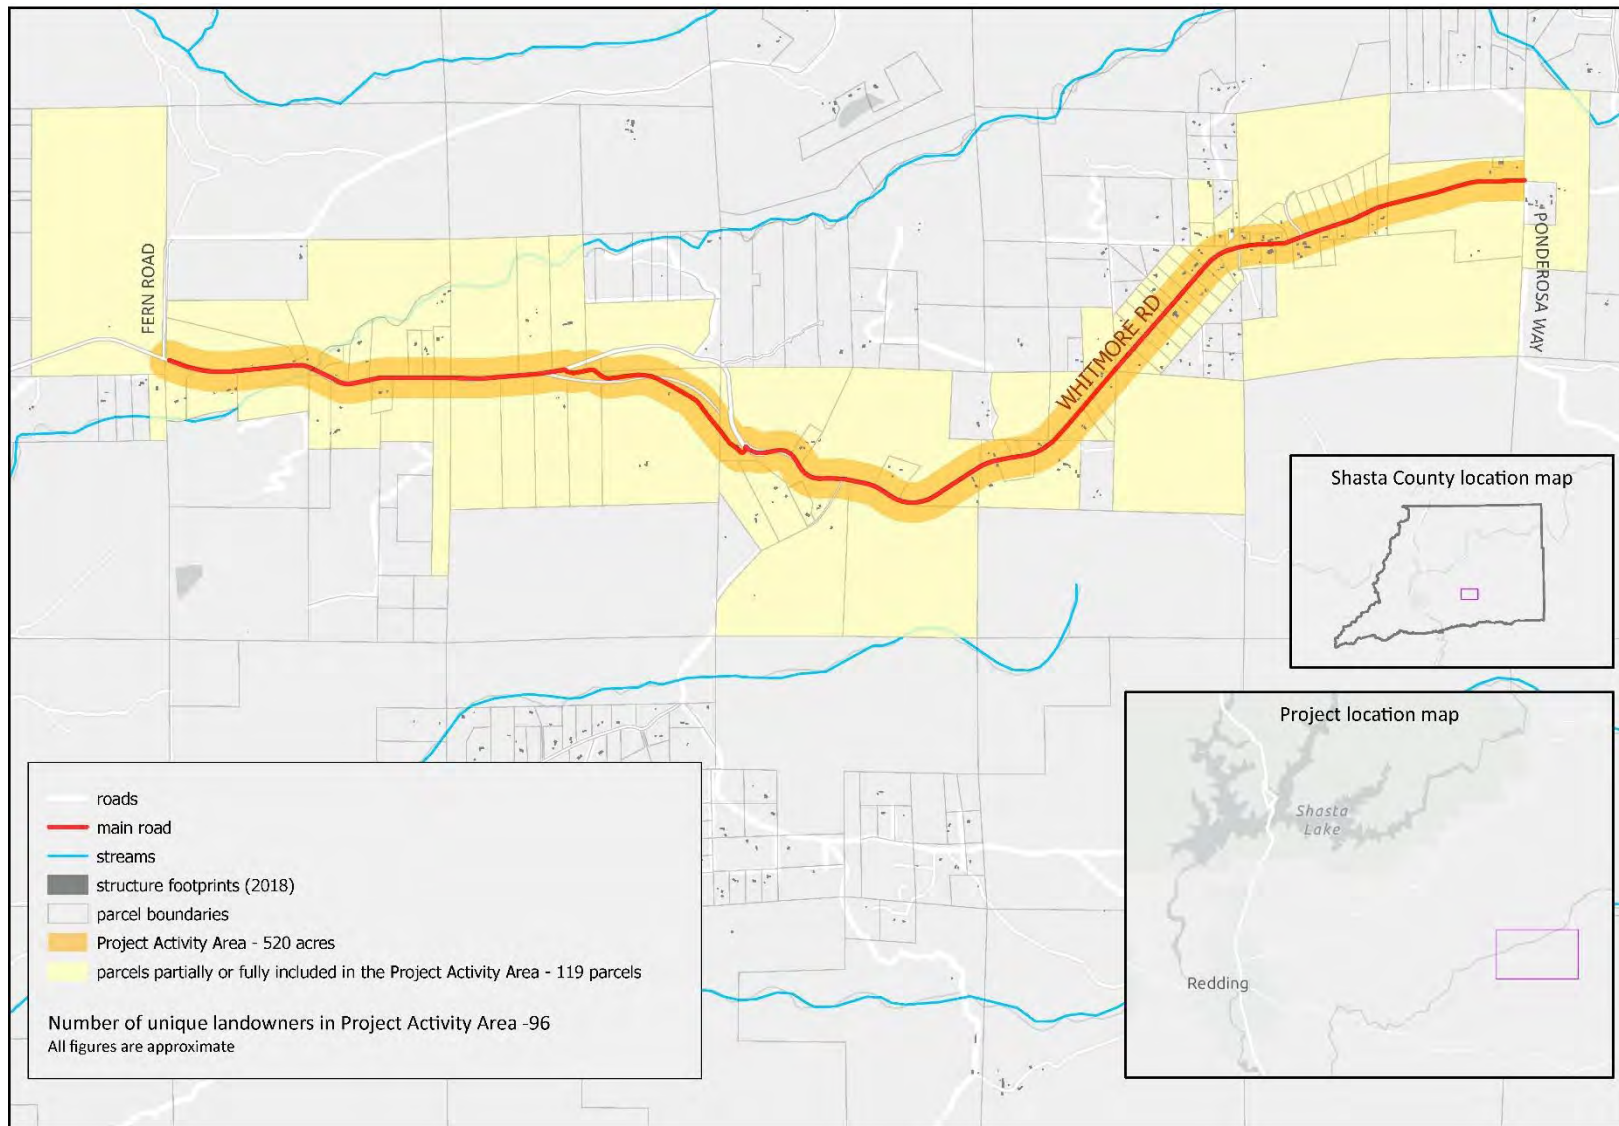 FERN ROAD
WHITMORE RD
PONDEROSA WAY
Shasta County location map
Project location map
Shasta
Lake
Redding
roads
main road
streams
structure footprints (2018)
parcel boundaries
Project Activity Area - 520 acres
parcels partially or fully included in the Project Activity Area - 119 parcels
Number of unique landowners in Project Activity Area -96
All figures are approximate